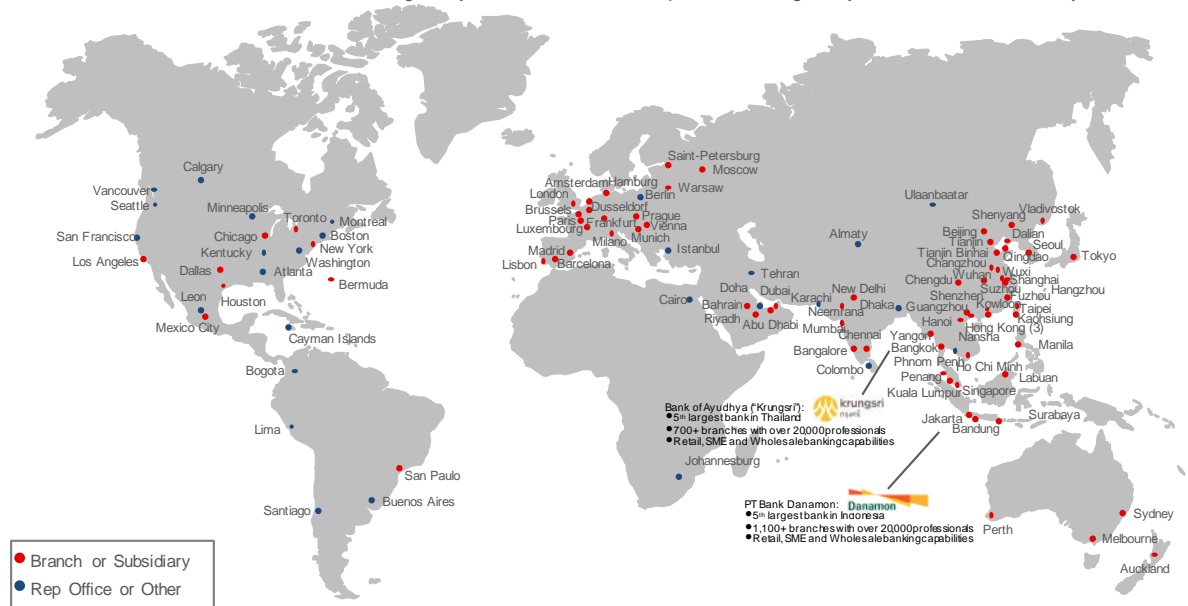 Calgary
Vancouver
Seattle
Minneapolis
Toronto
Montreal
San Francisco
Chicago
Boston
New York
Kentucky
Washington
Los Angeles
Dallas
Atlanta
Bermuda
Leon
Houston
Mexico City
Cayman Islands
Bogota
Lima
San Paulo
Buenos Aires
Santiago
Saint-Petersburg
Moscow
Amsterdam
Hamburg
Warsaw
London
Berlin
Brussels
Dusseldorf
Paris
Frankfurt
Prague
Luxembourg
Vienna
Milano
Munich
Madrid
Istanbul
Lisbon
Barcelona
Tehran
Cairo
Doha
Dubai
Bahrain
Riyadh
Abu Dhabi
Karachi
New Delhi
Neemrana
Dhaka
Mumbai
Chennai
Bangalore
Colombo
Johannesburg
Ulaanbaatar
Vladivostok
Almaty
Shenyang
Beijing
Dalian
Tianjin
Seoul
Tianjin Binhai
Qingdao
Tokyo
Changzhou
Wuxi
Chengdu
Wuhan
Shanghai
Suzhou
Hangzhou
Shenzhen
Fuzhou
Guangzhou
Kowloon
Taipei
Kaohsiung
Hanoi
Hong Kong (3)
Yangon
Nansha
Manila
Bangkok
Phnom Penh
Ho Chi Minh
Penang
Labuan
Kuala Lumpur
Singapore
Jakarta
Surabaya
Bandung
Perth
Sydney
Melbourne
Auckland
krungsri
กรุงศรี
Bank of Ayudhya ("Krungsri"):
●5th largest bank in Thailand
●700+ branches with over 20,000 professionals
●Retail, SME and Wholesale banking capabilities
Danamon
PT Bank Danamon:
●5th largest bank in Indonesia
●1,100+ branches with over 20,000 professionals
●Retail, SME and Wholesale banking capabilities
Branch or Subsidiary
Rep Office or Other